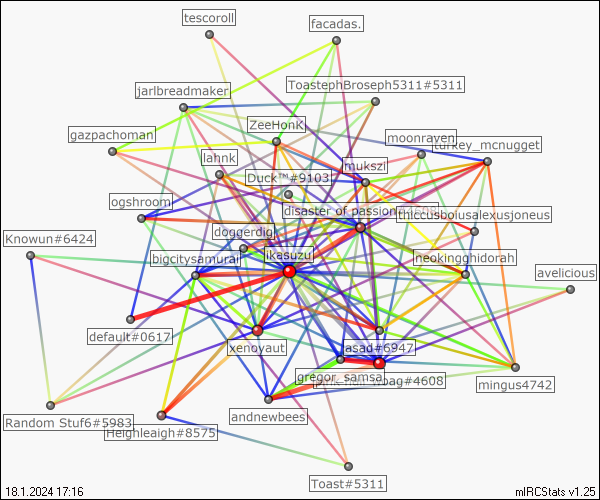 tescoroll
facadas.
ToastephBroseph5311#5311
jarlbreadmaker
ZeeHonK
gazpachoman
moonraven
turkey_mcnugget
lahnk
mukszi
Duck™#9103
ogshroom
disaster of passion
thiccusboiusalexusjoneus
doggerdig
Knowun#6424
bigcitysamurai
ikasuzu
neokingghidorah
avelicious
default#0617
xenoyaut
lasad#6947
gregor_samsa
bag#4608
mingus4742
andnewbees
Random Stuf6#5983
Heighleigh#8575
Toast#5311
18.1.2024 17:16
mIRCStats v1.25